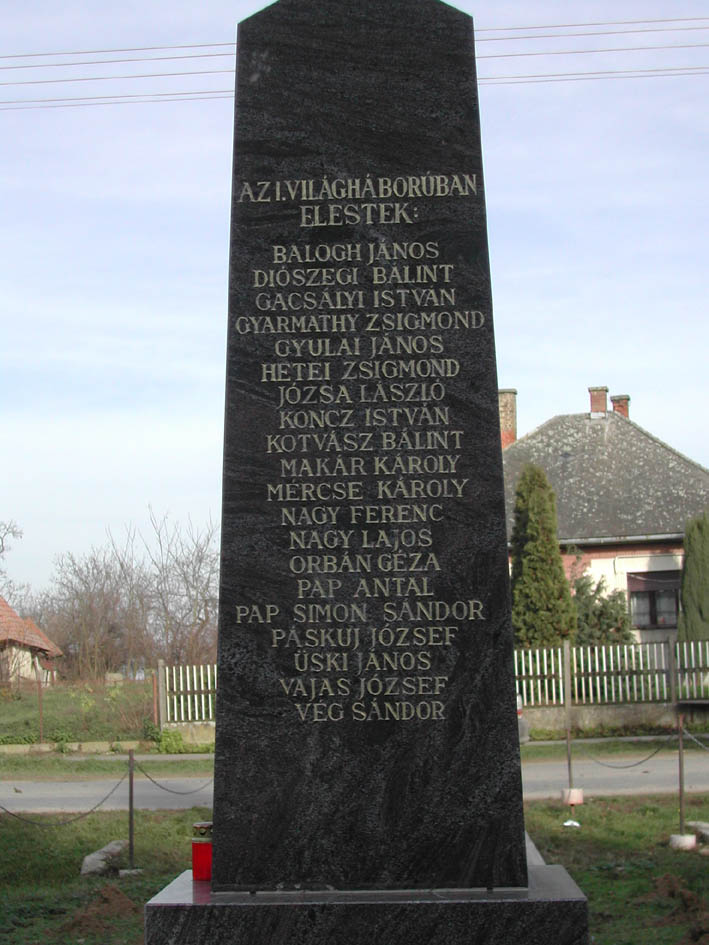 AZ I. VILÁGHÁBORÚBAN
ELESTEK:
BALOGH JÁNOS
DIÓSZEGI BÁLINT
GACSÁLYI ISTVÁN
GYARMATHY ZSIGMOND
GYULAI JÁNOS
HETEI ZSIGMOND
JÓZSA LÁSZLÓ
KONCZ ISTVÁN
KOTVÁSZ BÁLINT
MAKÁR KÁROLY
MÉRCSE KÁROLY
NAGY FERENC
NAGY LAJOS
ORBÁN GÉZA
PAP ANTAL
PAP SIMON SÁNDOR
PÁSKUJ JÓZSEF
ÜSKI JÁNOS
VAJAS JÓZSEF
VÉG SÁNDOR